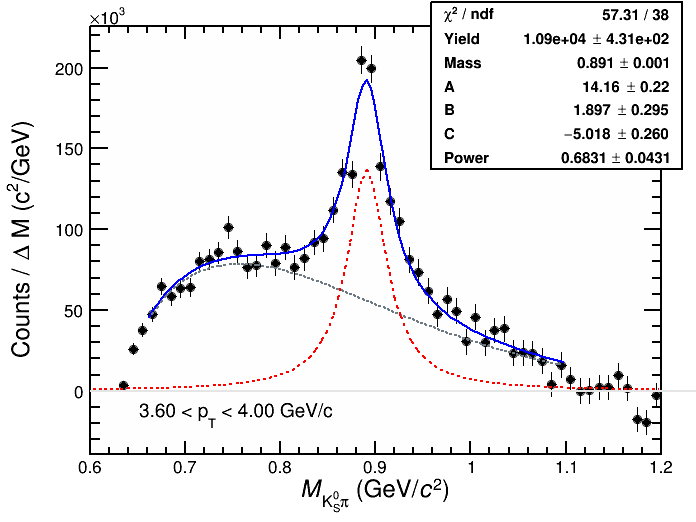 ×10³
χ² / ndf 57.31 / 38
Yield 1.09e+04 ± 4.31e+02
Mass 0.891 ± 0.001
A 14.16 ± 0.22
B 1.897 ± 0.295
C −5.018 ± 0.260
Power 0.6831 ± 0.0431
200
150
100
50
0
Counts / Δ M (c²/GeV)
3.60 < p_T < 4.00 GeV/c
0.6 0.7 0.8 0.9 1 1.1 1.2
M_{K⁰_S π} (GeV/c²)